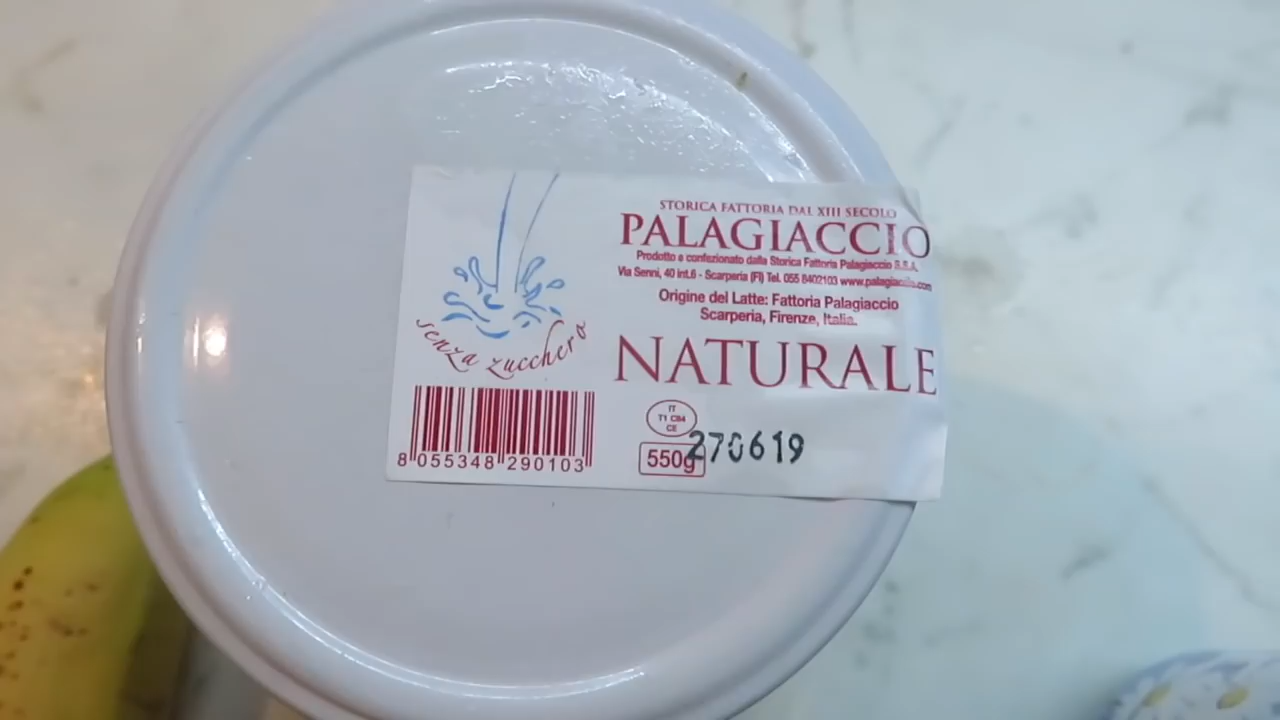 STORICA FATTORIA DAL XIII SECOLO
PALAGIACCIO
Prodotto e confezionato dalla Storica Fattoria Palagiaccio S.S.A.
Via Senni, 40 int.6 - Scarperia (FI) Tel. 055 8402103 www.palagiaccio.com
Origine del Latte: Fattoria Palagiaccio
Scarperia, Firenze, Italia.
NATURALE
senza zucchero
IT
CE
550g
270619
8 055348 290103